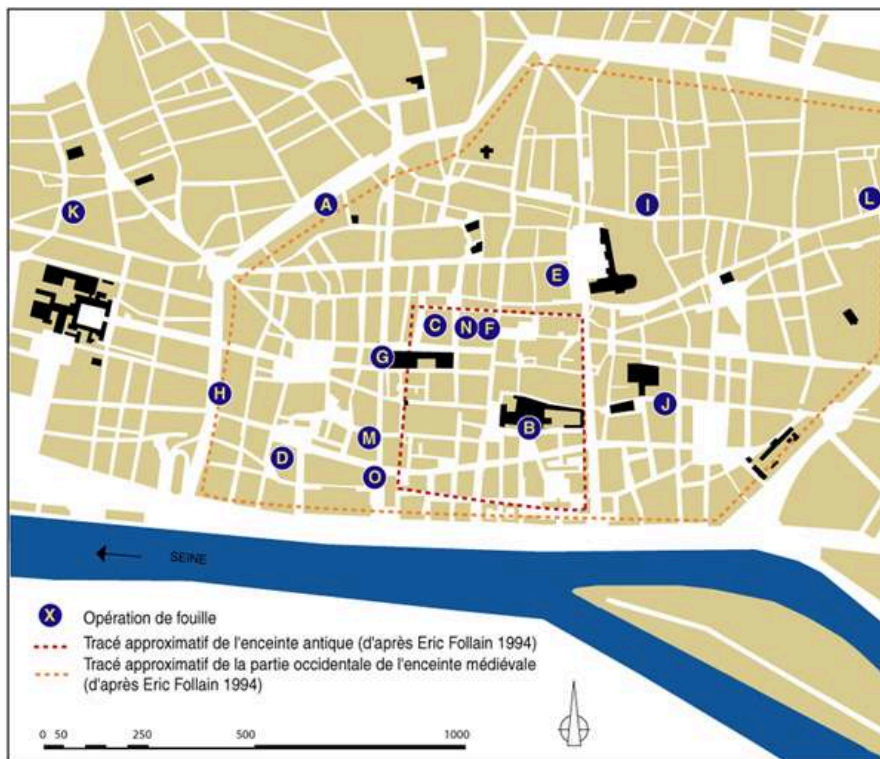 K
A
I
L
E
C
N
F
G
H
J
B
M
D
O
SEINE
X
Opération de fouille
Tracé approximatif de l'enceinte antique (d'après Eric Follain 1994)
Tracé approximatif de la partie occidentale de l'enceinte médiévale
(d'après Eric Follain 1994)
0 50 250 500 1000